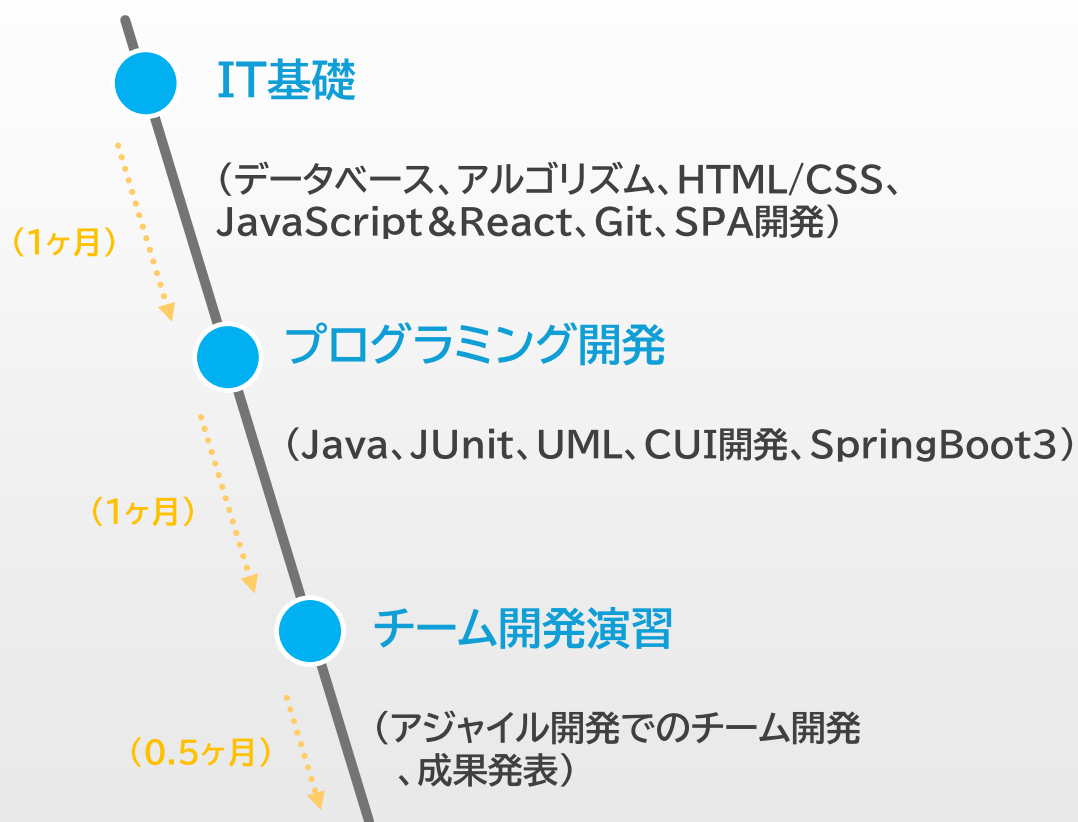 IT基礎
（データベース、アルゴリズム、HTML/CSS、
JavaScript＆React、Git、SPA開発）
（1ヶ月）
プログラミング開発
（Java、JUnit、UML、CUI開発、SpringBoot3）
（1ヶ月）
チーム開発演習
（アジャイル開発でのチーム開発
、成果発表）
（0.5ヶ月）